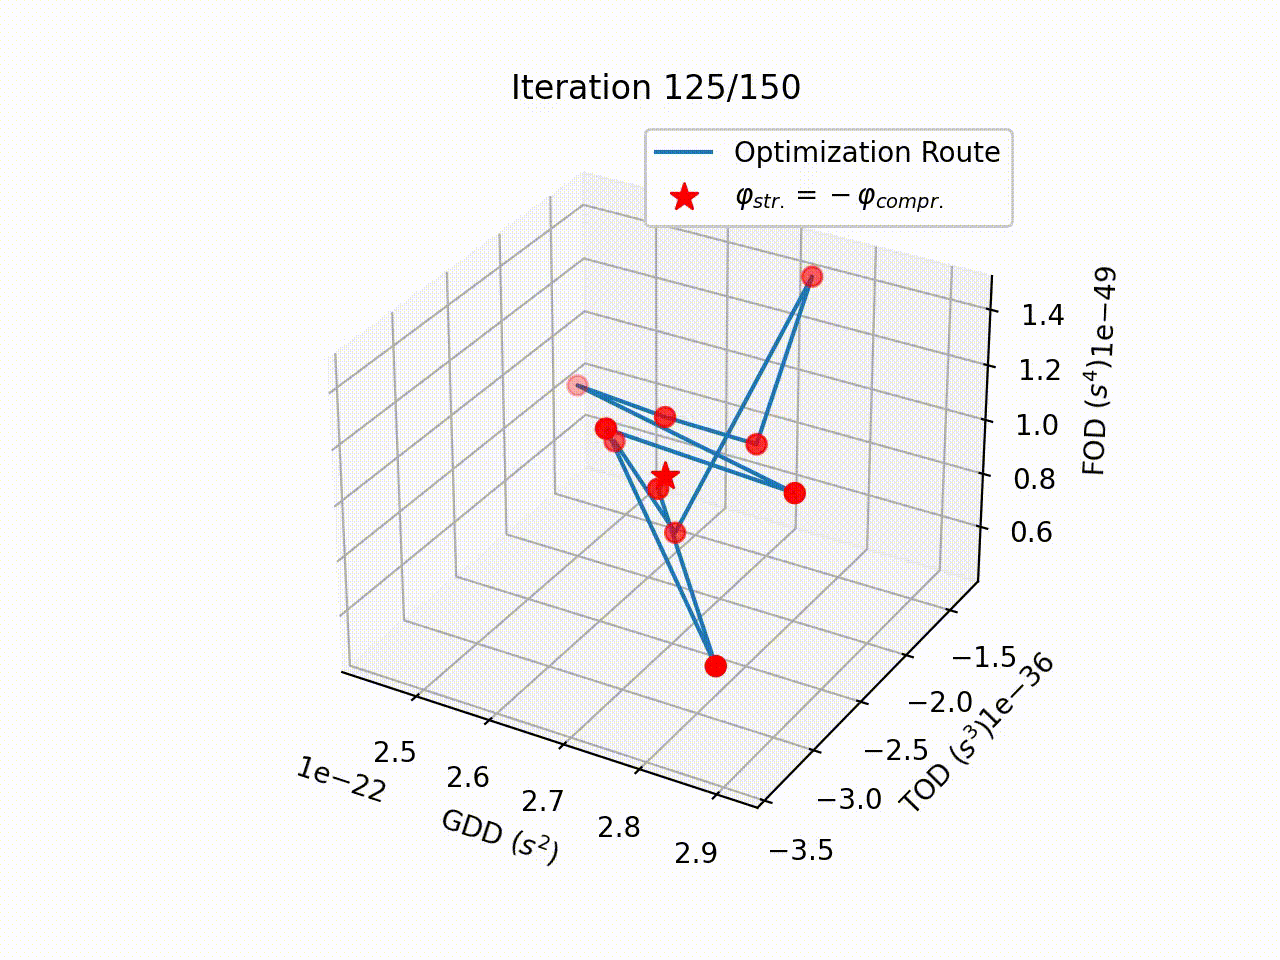 Iteration 125/150
Optimization Route
φstr. = −φcompr.
1.4
1.2
1.0
0.8
0.6
FOD (s⁴)1e−49
−1.5
−2.0
−2.5
−3.0
−3.5
TOD (s³)1e−36
2.5
2.6
2.7
2.8
2.9
1e−22
GDD (s²)